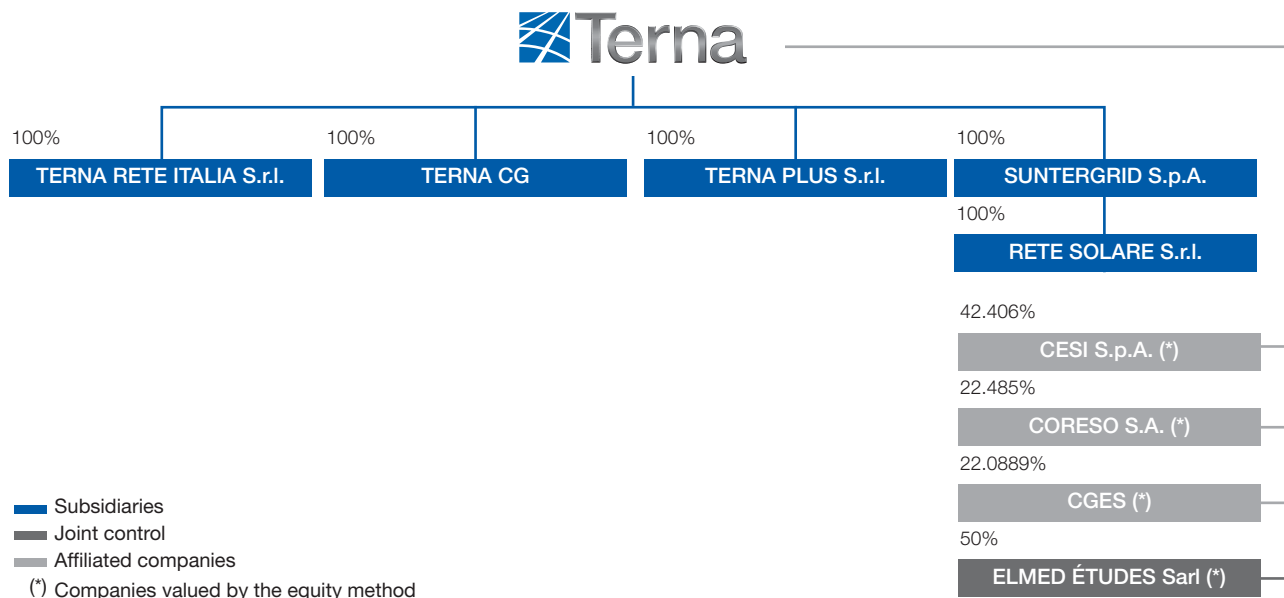 Terna
100% 100% 100% 100%
TERNA RETE ITALIA S.r.l. TERNA CG TERNA PLUS S.r.l. SUNTERGRID S.p.A.
100%
RETE SOLARE S.r.l.
42.406%
CESI S.p.A. (*)
22.485%
CORESO S.A. (*)
22.0889%
CGES (*)
50%
ELMED ÉTUDES Sarl (*)
Subsidiaries
Joint control
Affiliated companies
(*) Companies valued by the equity method